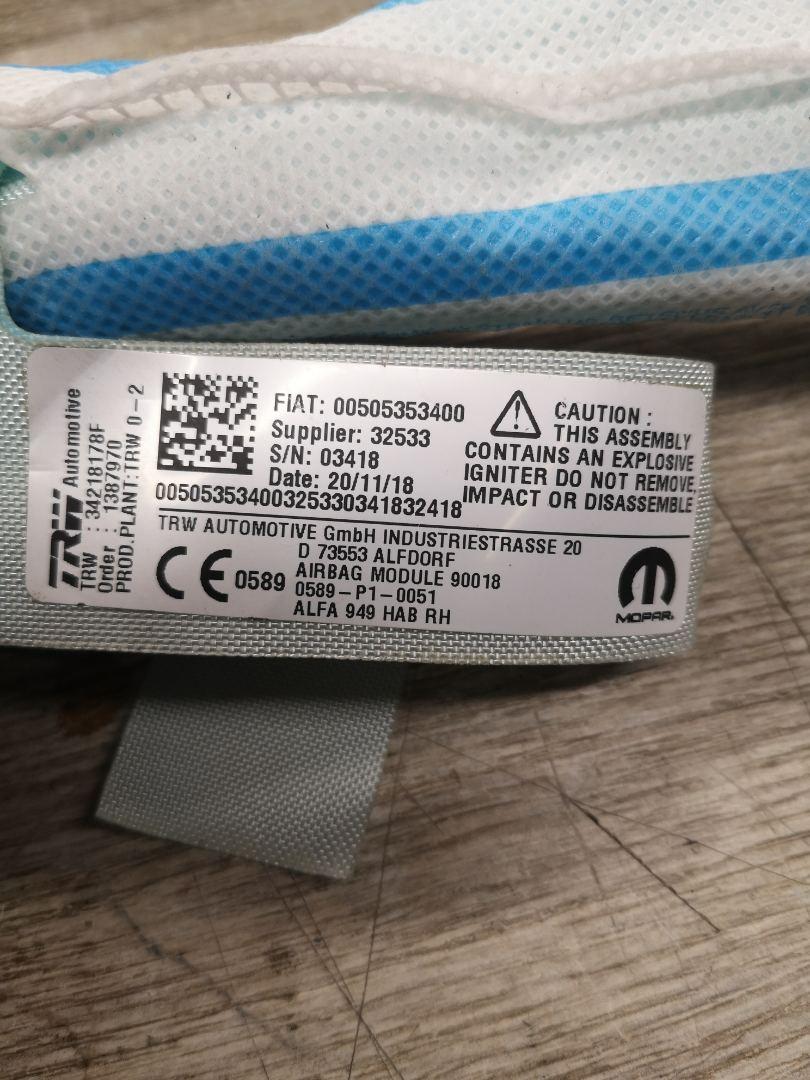 TRW Automotive
TRW : 34218178F
Order : 1387970
PROD.PLANT:TRW 0-2
FIAT: 00505353400
Supplier: 32533
S/N: 03418
Date: 20/11/18
00505353400325330341832418
CAUTION :
THIS ASSEMBLY
CONTAINS AN EXPLOSIVE
IGNITER DO NOT REMOVE,
IMPACT OR DISASSEMBLE
TRW AUTOMOTIVE GmbH INDUSTRIESTRASSE 20
D 73553 ALFDORF
AIRBAG MODULE 90018
CE 0589 0589-P1-0051
ALFA 949 HAB RH
MOPAR.